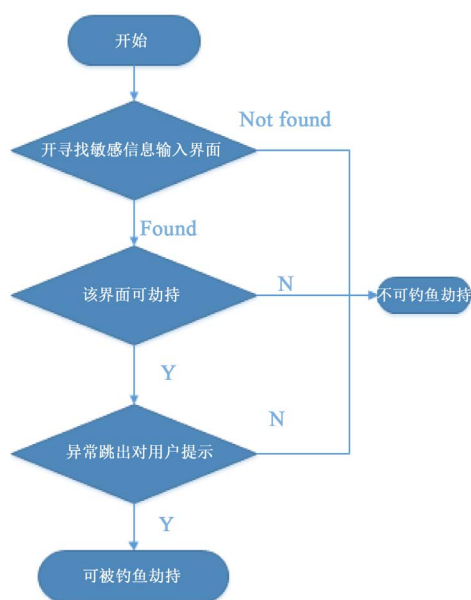 开始
Not found
开寻找敏感信息输入界面
Found
该界面可劫持
N
不可钓鱼劫持
Y
N
异常跳出对用户提示
Y
可被钓鱼劫持